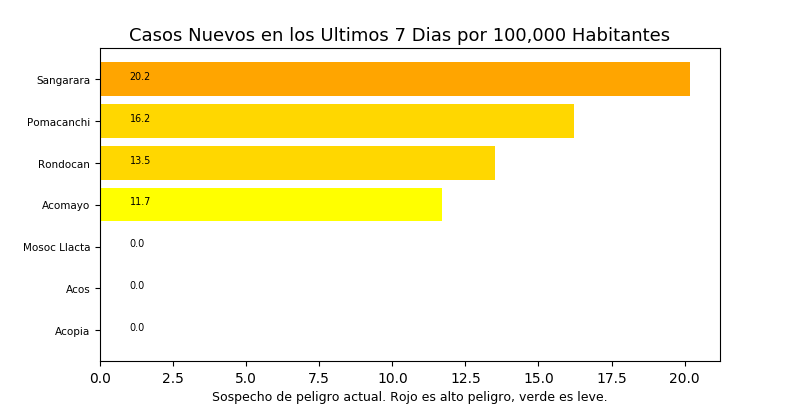 Casos Nuevos en los Ultimos 7 Dias por 100,000 Habitantes
Sangarara 20.2
Pomacanchi 16.2
Rondocan 13.5
Acomayo 11.7
Mosoc Llacta 0.0
Acos 0.0
Acopia 0.0
0.0 2.5 5.0 7.5 10.0 12.5 15.0 17.5 20.0
Sospecho de peligro actual. Rojo es alto peligro, verde es leve.